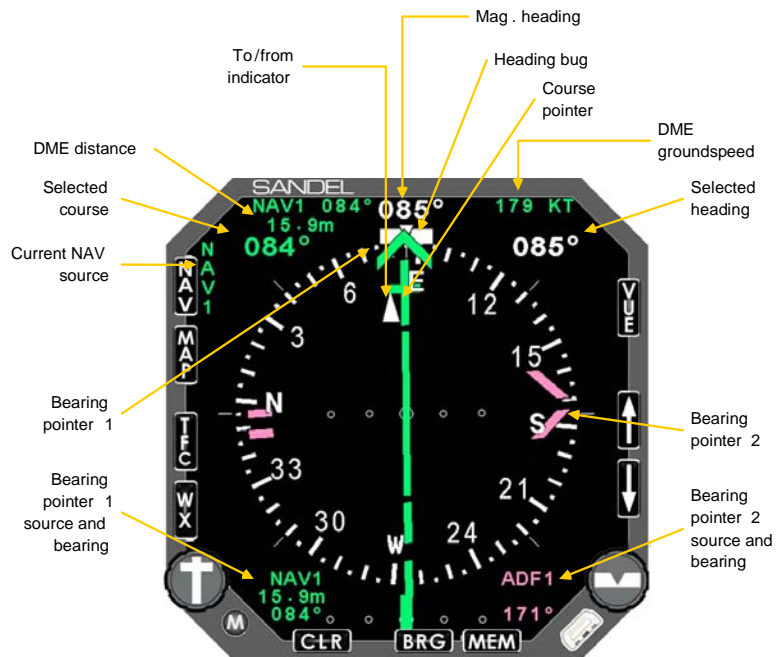 Mag . heading
To/from
indicator
Heading bug
Course
pointer
DME distance
DME
groundspeed
Selected
course
Selected
heading
Current NAV
source
SANDEL
NAV1 084°
085°
179 KT
15.9m
084°
085°
NAV1
NAV
MAP
TFC
WX
VUE
E
6
12
3
15
N
S
33
21
30
24
W
Bearing
pointer 1
Bearing
pointer 2
Bearing
pointer 1
source and
bearing
Bearing
pointer 2
source and
bearing
NAV1
15.9m
084°
ADF1
171°
M
CLR
BRG
MEM